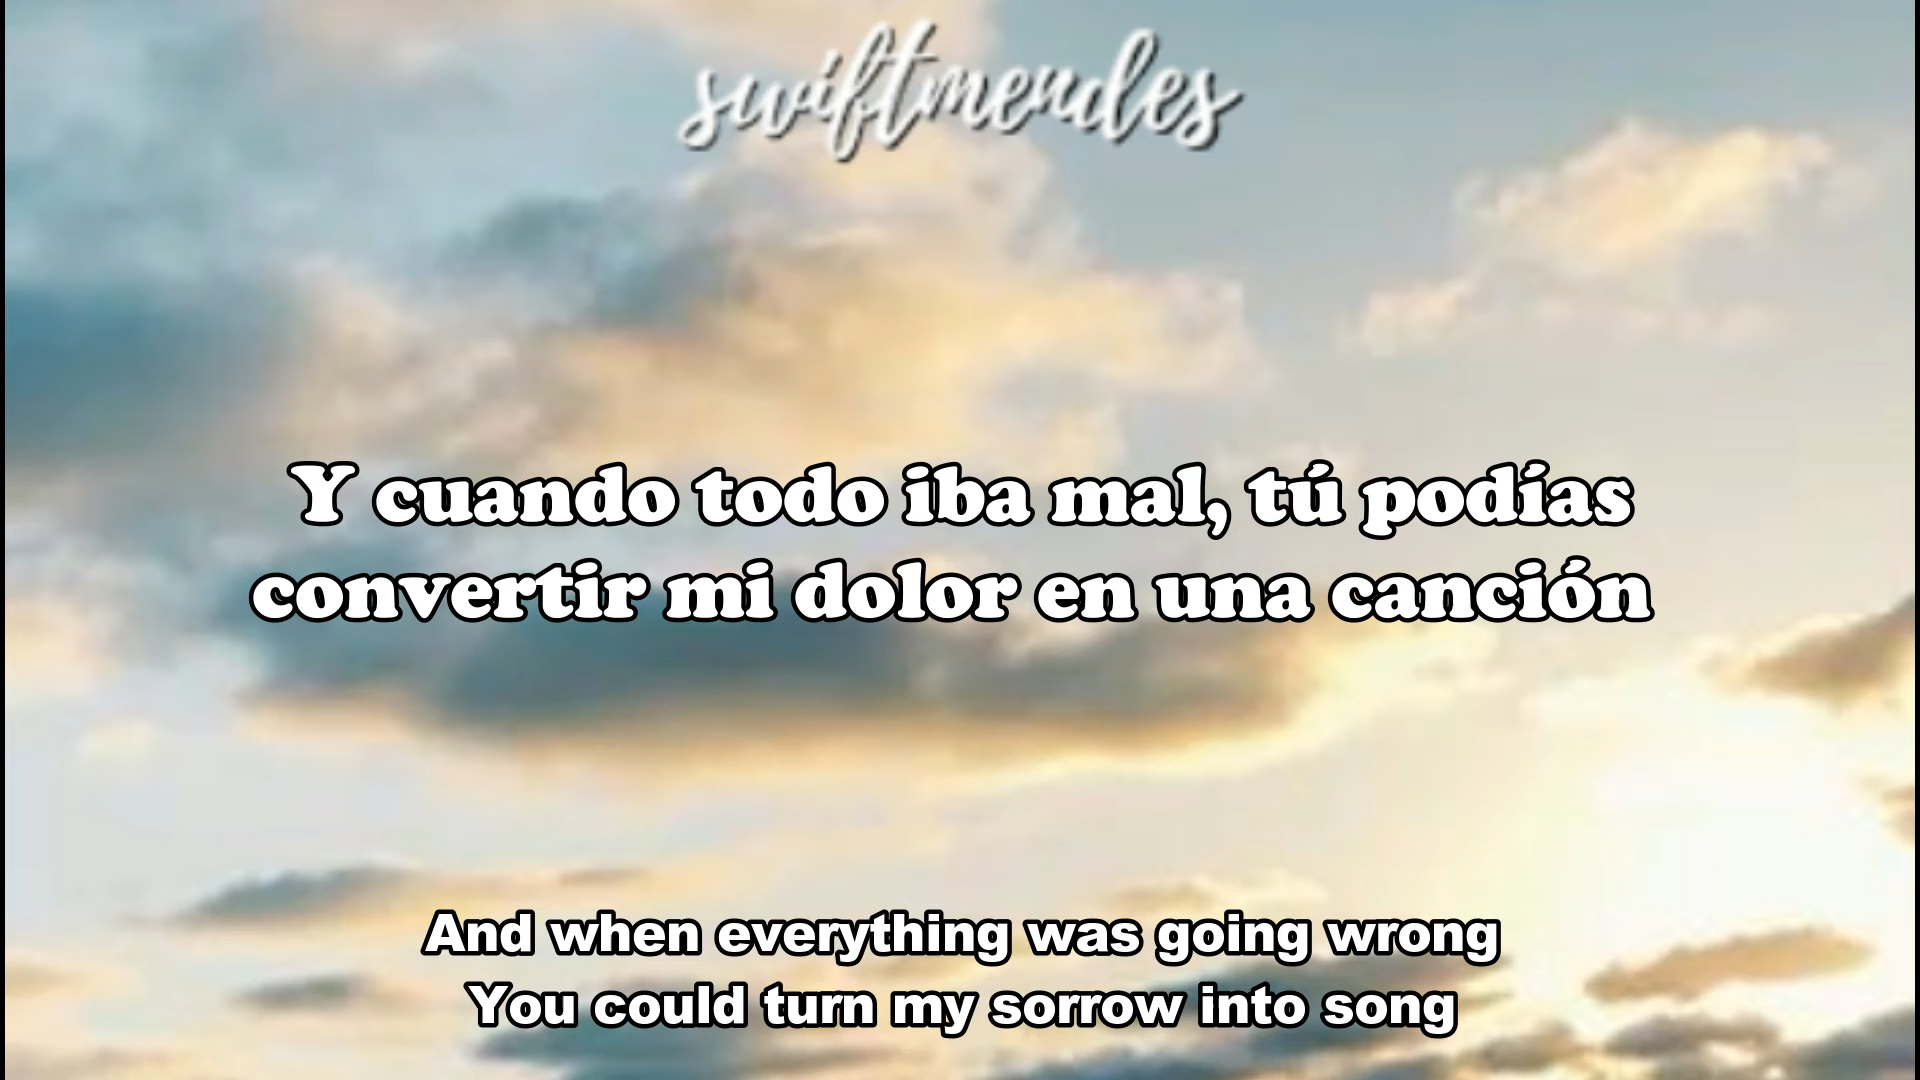 swiftmendes
Y cuando todo iba mal, tú podías
convertir mi dolor en una canción
And when everything was going wrong
You could turn my sorrow into song